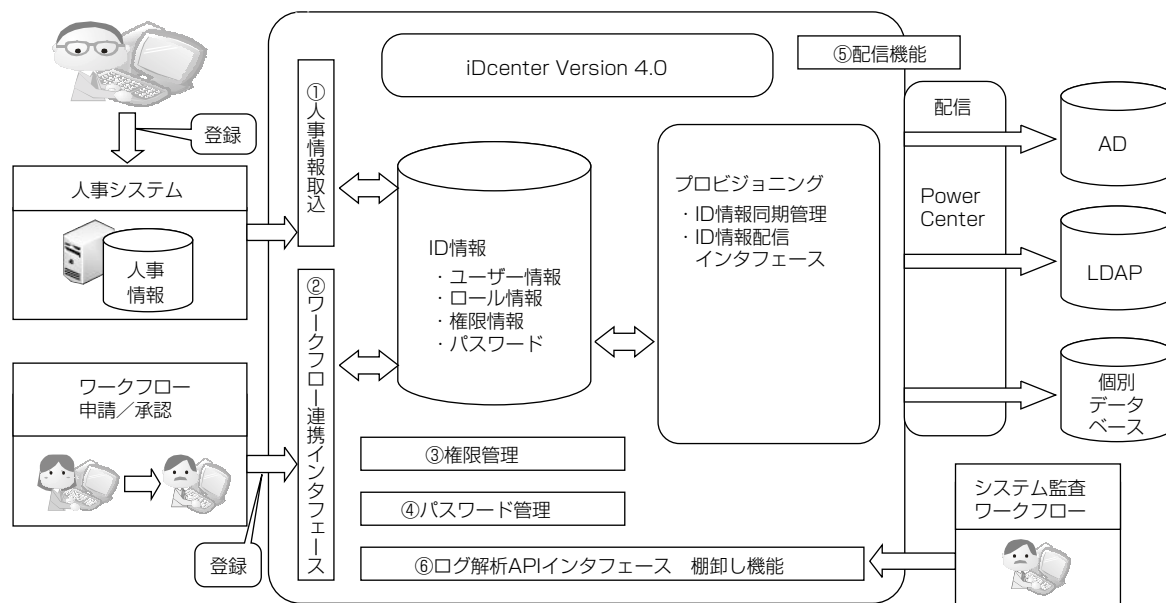 iDcenter Version 4.0
⑤配信機能
登録
人事システム
人事
情報
①人事情報取込
②ワークフロー連携インタフェース
ワークフロー
申請／承認
登録
ID情報
・ユーザー情報
・ロール情報
・権限情報
・パスワード
プロビジョニング
・ID情報同期管理
・ID情報配信
インタフェース
配信
Power
Center
AD
LDAP
個別
データ
ベース
③権限管理
④パスワード管理
⑥ログ解析APIインタフェース　棚卸し機能
システム監査
ワークフロー